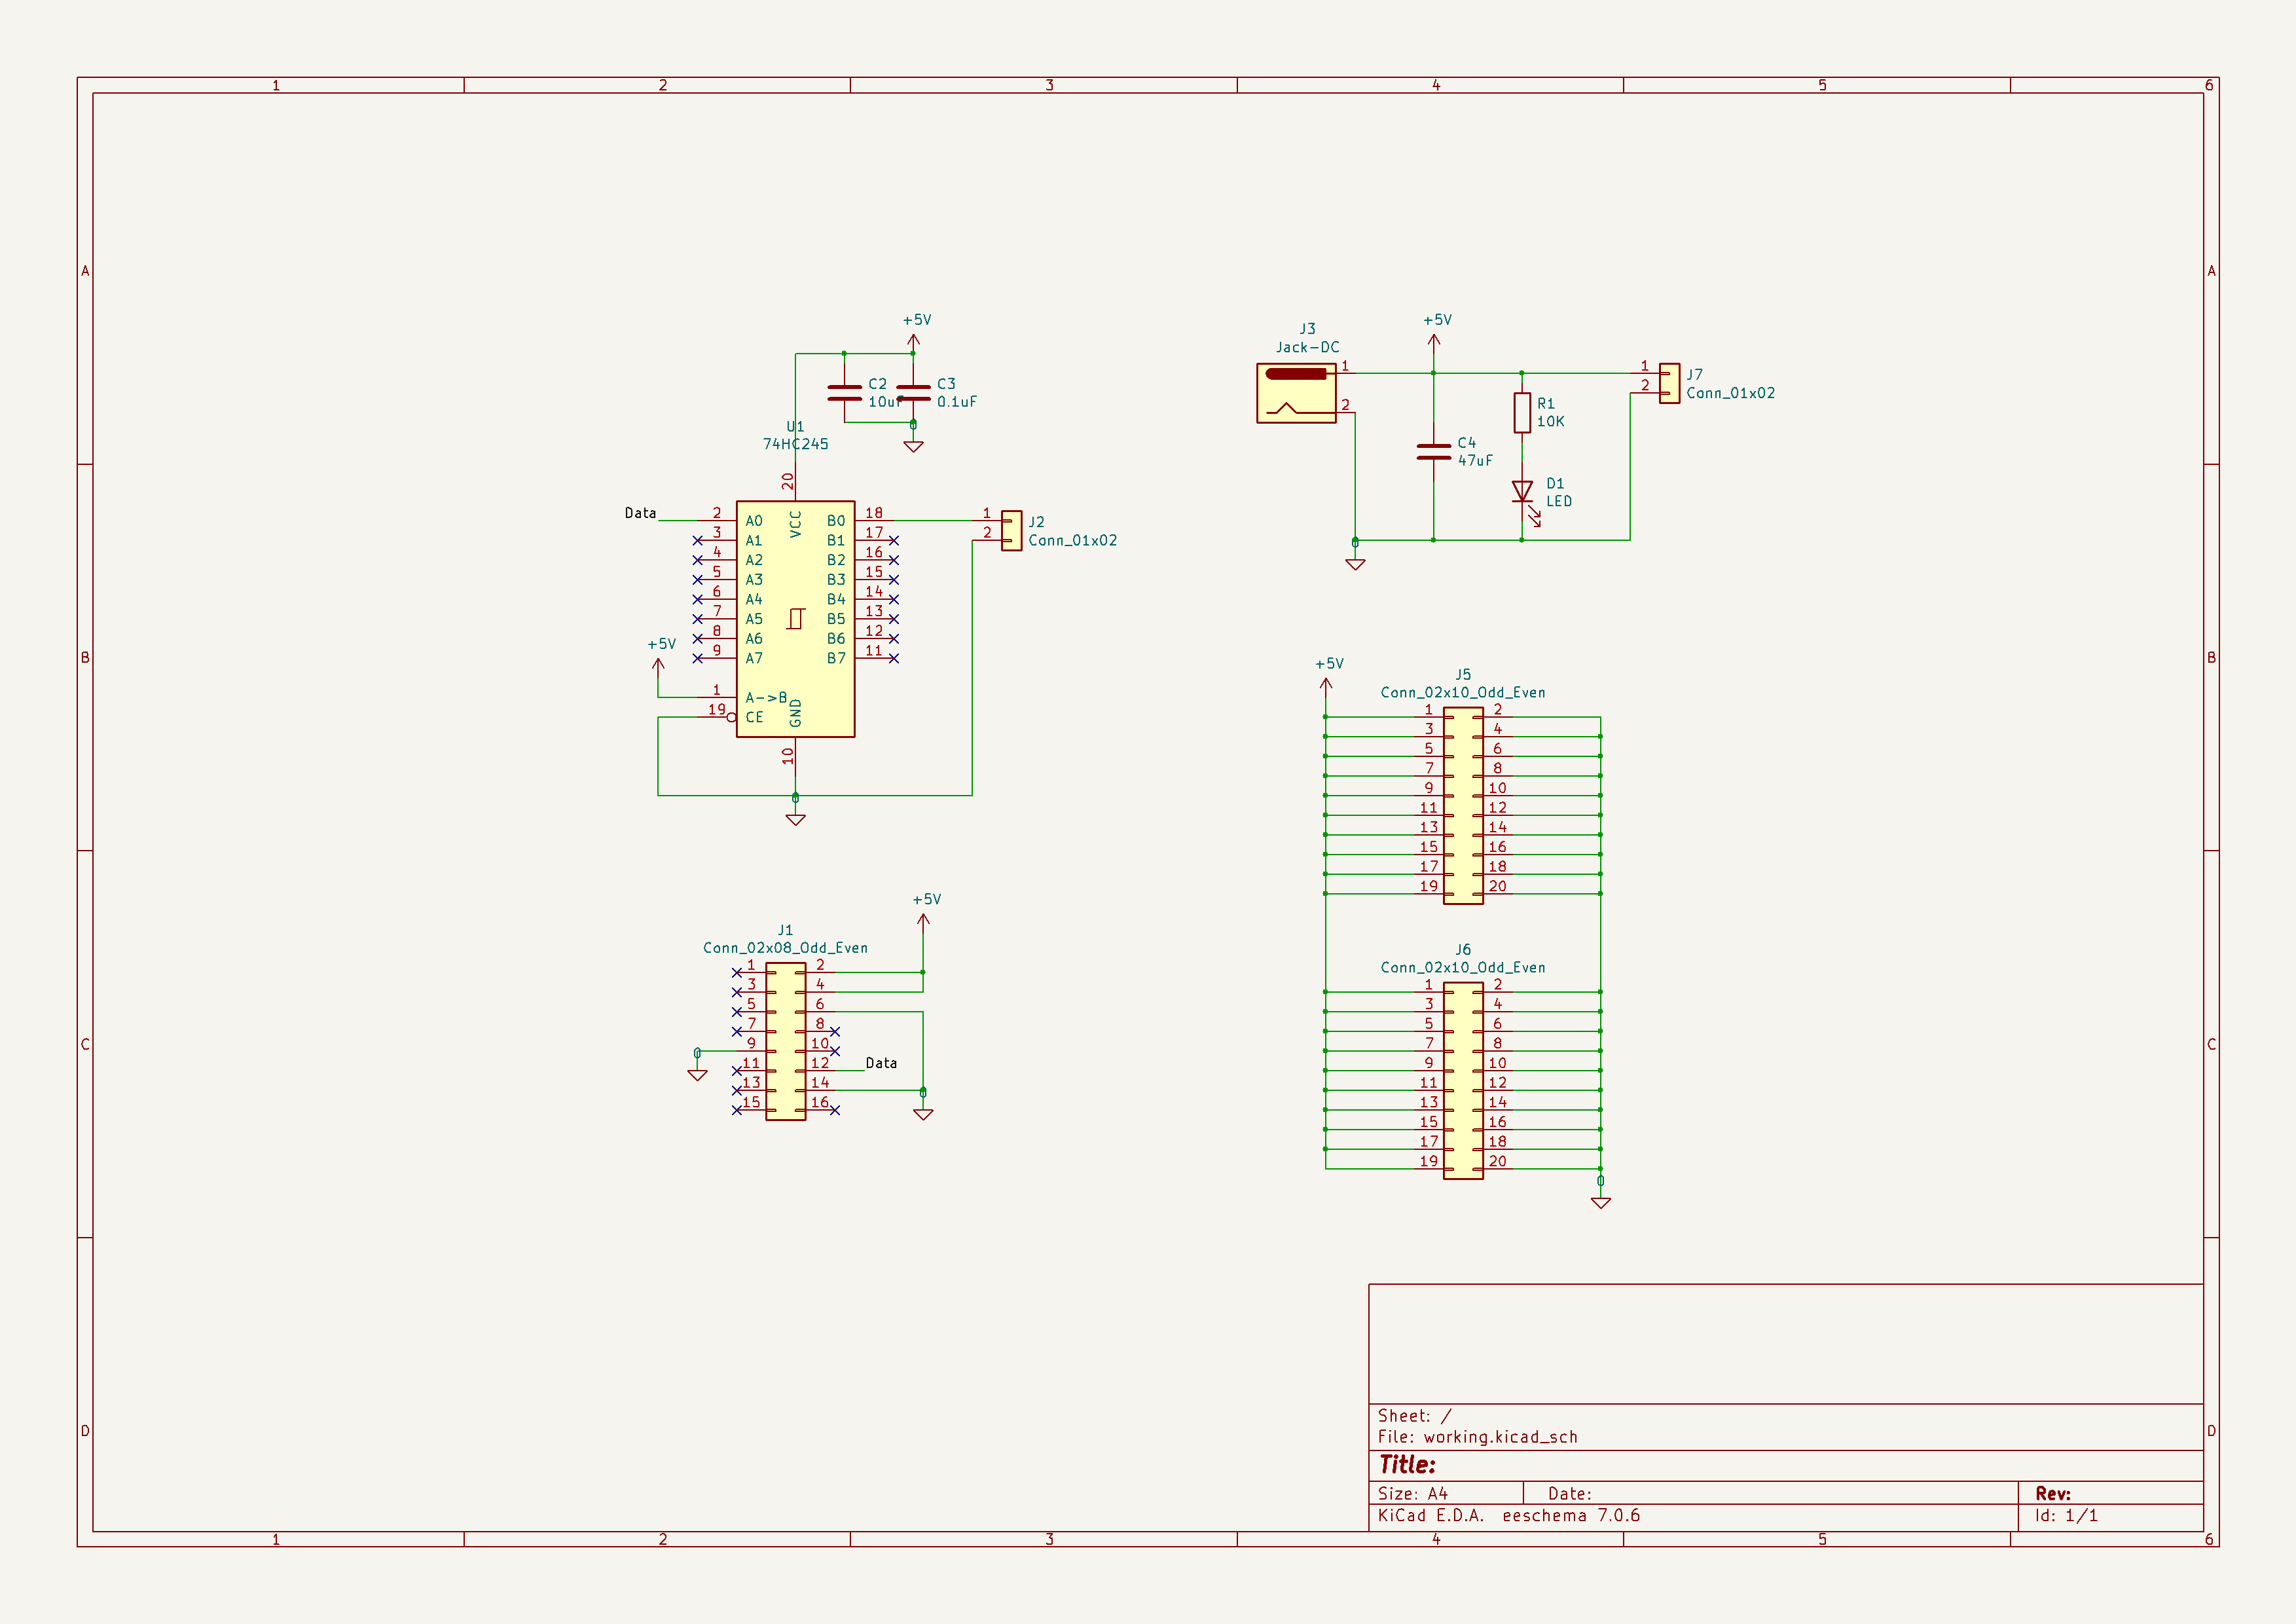 1 2 3 4 5 6
A A
+5V +5V
J3
Jack-DC
1
2
C2
10uF
C3
0.1uF
0
U1
74HC245
J7
Conn_01x02
1
2
R1
10K
C4
47uF
D1
LED
0
B B
20
VCC
Data
2 A0 B0 18
3 A1 B1 17
4 A2 B2 16
5 A3 B3 15
6 A4 B4 14
7 A5 B5 13
8 A6 B6 12
9 A7 B7 11
+5V
1 A->B
19 CE
GND
10
0
1
2
J2
Conn_01x02
+5V
J5
Conn_02x10_Odd_Even
1 2
3 4
5 6
7 8
9 10
11 12
13 14
15 16
17 18
19 20
C C
+5V
J1
Conn_02x08_Odd_Even
1 2
3 4
5 6
7 8
9 10
11 12
13 14
15 16
0
Data
0
J6
Conn_02x10_Odd_Even
1 2
3 4
5 6
7 8
9 10
11 12
13 14
15 16
17 18
19 20
0
D D
Sheet: /
File: working.kicad_sch
Title:
Size: A4 Date: Rev:
KiCad E.D.A. eeschema 7.0.6 Id: 1/1
1 2 3 4 5 6